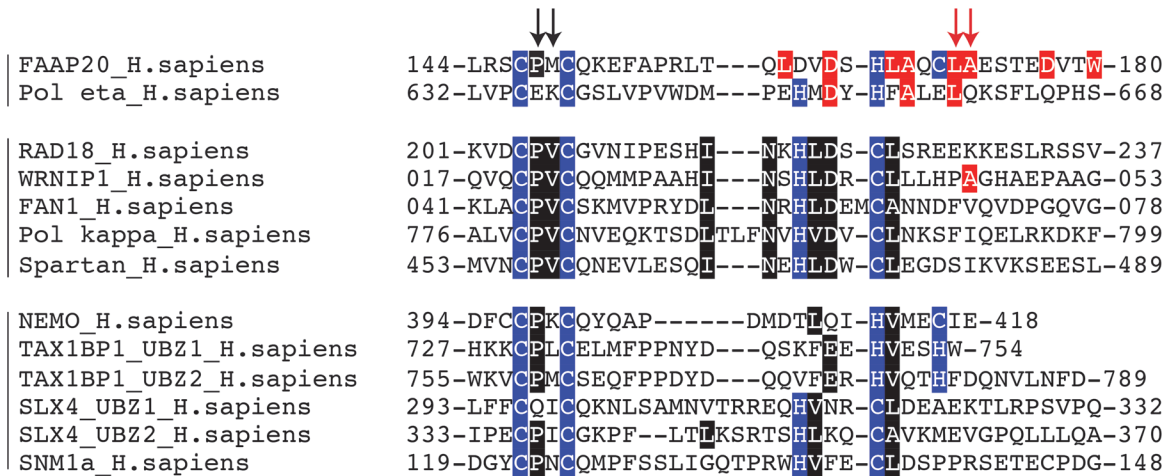 FAAP20_H.sapiens 144-LRSCPMCQKEFAPRLT---QLDVDS-HLAQCLAESTEDVTW-180
Pol eta_H.sapiens 632-LVPCEKCGSLVPVWDM---PEHMDY-HFALELQKSFLQPHS-668
RAD18_H.sapiens 201-KVDCPVCGVNIPESHI---NKHLDS-CLSREEKKESLRSSV-237
WRNIP1_H.sapiens 017-QVQCPVCQQMMPAAHI---NSHLDR-CLLLHPAGHAEPAAG-053
FAN1_H.sapiens 041-KLACPVCSKMVPRYDL---NRHLDEMCANNDFVQVDPGQVG-078
Pol kappa_H.sapiens 776-ALVCPVCNVEQKTSDLTLFNVHVDV-CLNKSFIQELRKDKF-799
Spartan_H.sapiens 453-MVNCPVCQNEVLESQI---NEHLDW-CLEGDSIKVKSEESL-489
NEMO_H.sapiens 394-DFCCPKCQYQAP------DMDTLQI-HVMECIE-418
TAX1BP1_UBZ1_H.sapiens 727-HKKCPLCELMFPPNYD---QSKFEE-HVESHW-754
TAX1BP1_UBZ2_H.sapiens 755-WKVCPMCSEQFPPDYD---QQVFER-HVQTHFDQNVLNFD-789
SLX4_UBZ1_H.sapiens 293-LFFCQICQKNLSAMNVTRREQHVNR-CLDEAEKTLRPSVPQ-332
SLX4_UBZ2_H.sapiens 333-IPECPICGKPF--LTLKSRTSHLKQ-CAVKMEVGPQLLLQA-370
SNM1a_H.sapiens 119-DGYCPNCQMPFSSLIGQTPRWHVFE-CLDSPPRSETECPDG-148